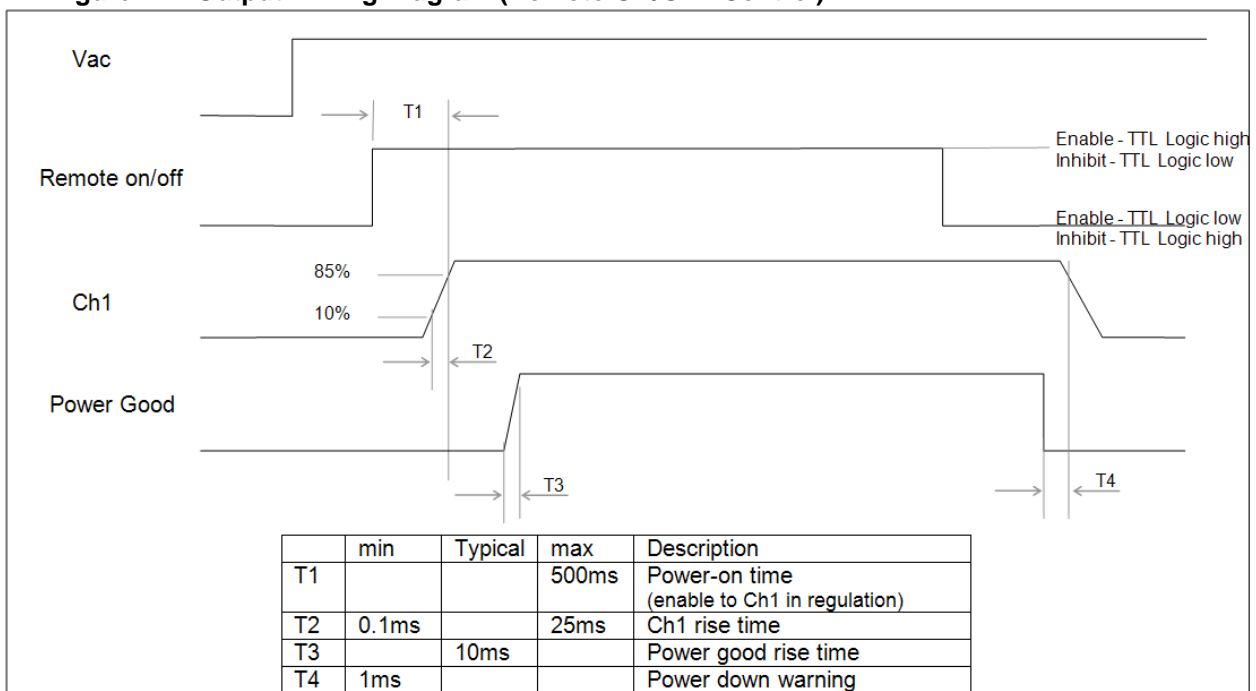 Vac
T1
Enable - TTL Logic high
Inhibit - TTL Logic low
Remote on/off
Enable - TTL Logic low
Inhibit - TTL Logic high
85%
Ch1
10%
T2
Power Good
T3
T4
min Typical max Description
T1 500ms Power-on time
(enable to Ch1 in regulation)
T2 0.1ms 25ms Ch1 rise time
T3 10ms Power good rise time
T4 1ms Power down warning